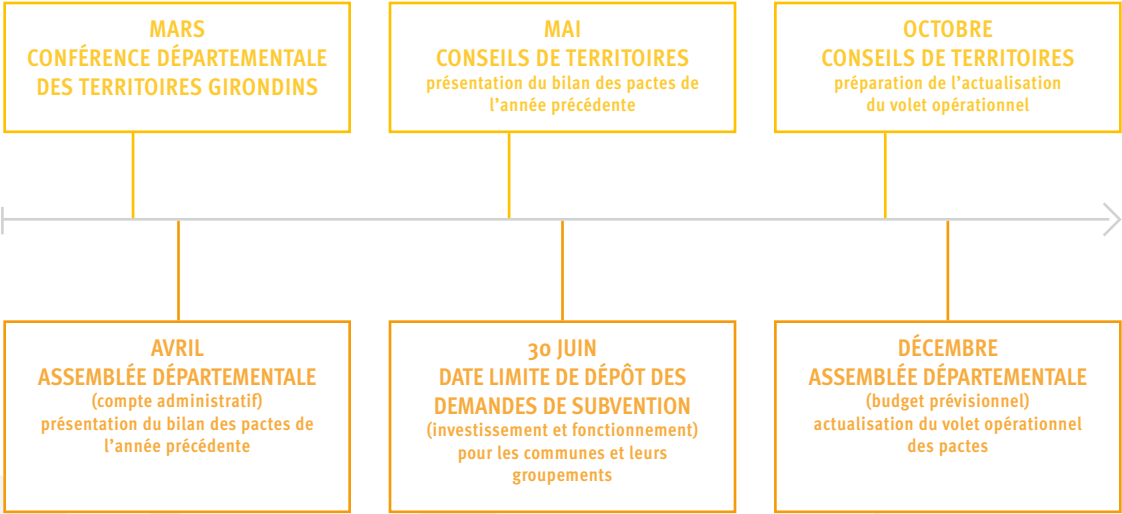 MARS
CONFÉRENCE DÉPARTEMENTALE
DES TERRITOIRES GIRONDINS
MAI
CONSEILS DE TERRITOIRES
présentation du bilan des pactes de
l’année précédente
OCTOBRE
CONSEILS DE TERRITOIRES
préparation de l’actualisation
du volet opérationnel
AVRIL
ASSEMBLÉE DÉPARTEMENTALE
(compte administratif)
présentation du bilan des pactes de
l’année précédente
30 JUIN
DATE LIMITE DE DÉPÔT DES
DEMANDES DE SUBVENTION
(investissement et fonctionnement)
pour les communes et leurs
groupements
DÉCEMBRE
ASSEMBLÉE DÉPARTEMENTALE
(budget prévisionnel)
actualisation du volet opérationnel
des pactes